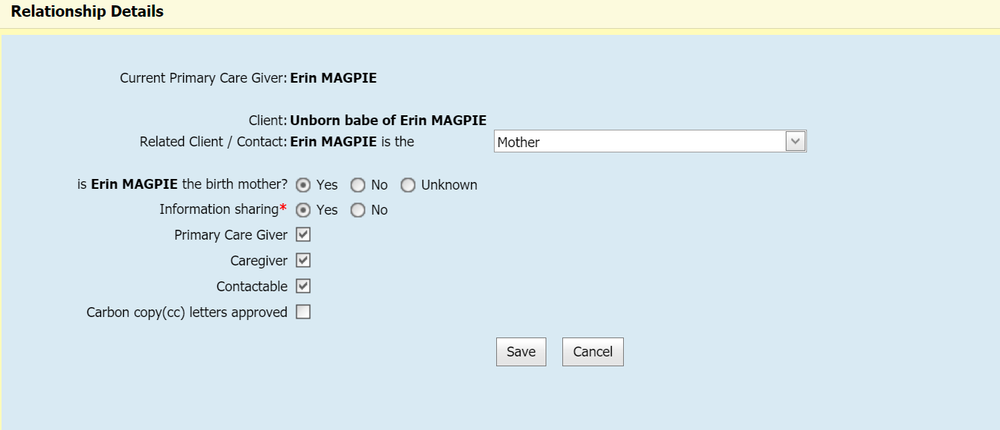 Relationship Details
Current Primary Care Giver: Erin MAGPIE
Client: Unborn babe of Erin MAGPIE
Related Client / Contact: Erin MAGPIE is the Mother
is Erin MAGPIE the birth mother? Yes No Unknown
Information sharing* Yes No
Primary Care Giver
Caregiver
Contactable
Carbon copy(cc) letters approved
Save Cancel